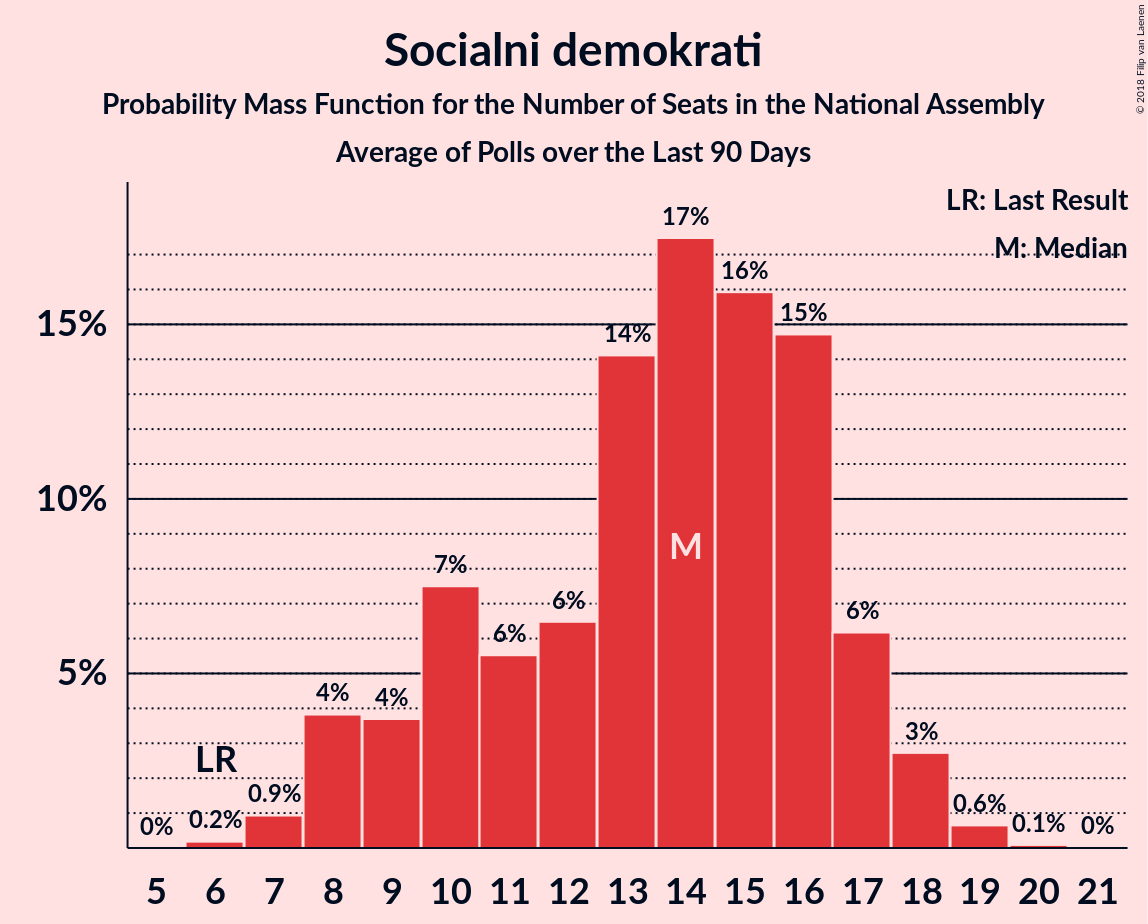 Socialni demokrati
Probability Mass Function for the Number of Seats in the National Assembly
Average of Polls over the Last 90 Days
© 2018 Filip van Laenen
LR: Last Result
M: Median
15%
10%
5%
0%
0.2%
LR
0.9%
4%
4%
7%
6%
6%
14%
17%
M
16%
15%
6%
3%
0.6%
0.1%
0%
5 6 7 8 9 10 11 12 13 14 15 16 17 18 19 20 21